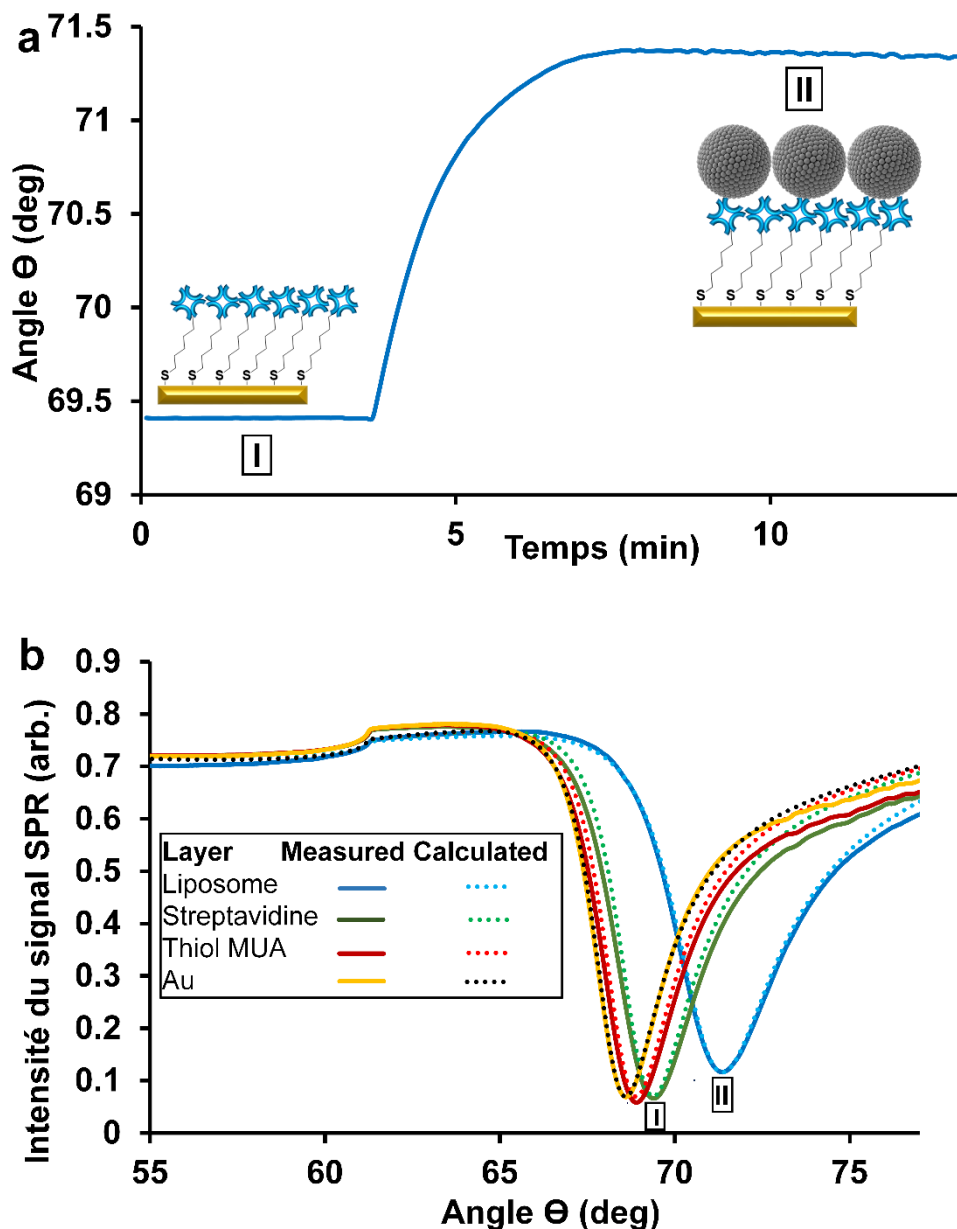 a
71.5
71
70.5
70
69.5
69
Angle Ө (deg)
0
5
10
Temps (min)
I
II
S S S S S S
S S S S S S
b
0.9
0.8
0.7
0.6
0.5
0.4
0.3
0.2
0.1
0
Intensité du signal SPR (arb.)
Layer Measured Calculated
Liposome
Streptavidine
Thiol MUA
Au
I
II
55
60
65
70
75
Angle Ө (deg)